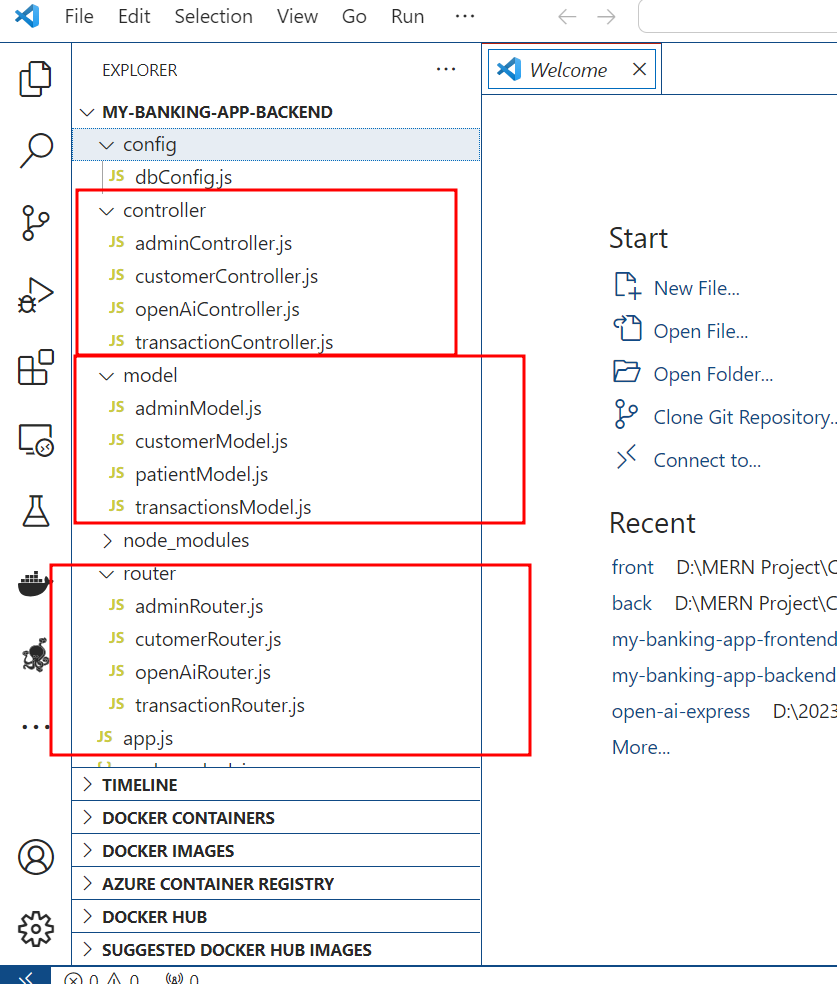 File Edit Selection View Go Run ...
EXPLORER ...
MY-BANKING-APP-BACKEND
config
JS dbConfig.js
controller
JS adminController.js
JS customerController.js
JS openAiController.js
JS transactionController.js
model
JS adminModel.js
JS customerModel.js
JS patientModel.js
JS transactionsModel.js
node_modules
router
JS adminRouter.js
JS cutomerRouter.js
JS openAiRouter.js
JS transactionRouter.js
JS app.js
TIMELINE
DOCKER CONTAINERS
DOCKER IMAGES
AZURE CONTAINER REGISTRY
DOCKER HUB
SUGGESTED DOCKER HUB IMAGES
0 0 0
Welcome
Start
New File...
Open File...
Open Folder...
Clone Git Repository...
Connect to...
Recent
front D:\MERN Project\C
back D:\MERN Project\C
my-banking-app-frontend
my-banking-app-backend
open-ai-express D:\2023
More...